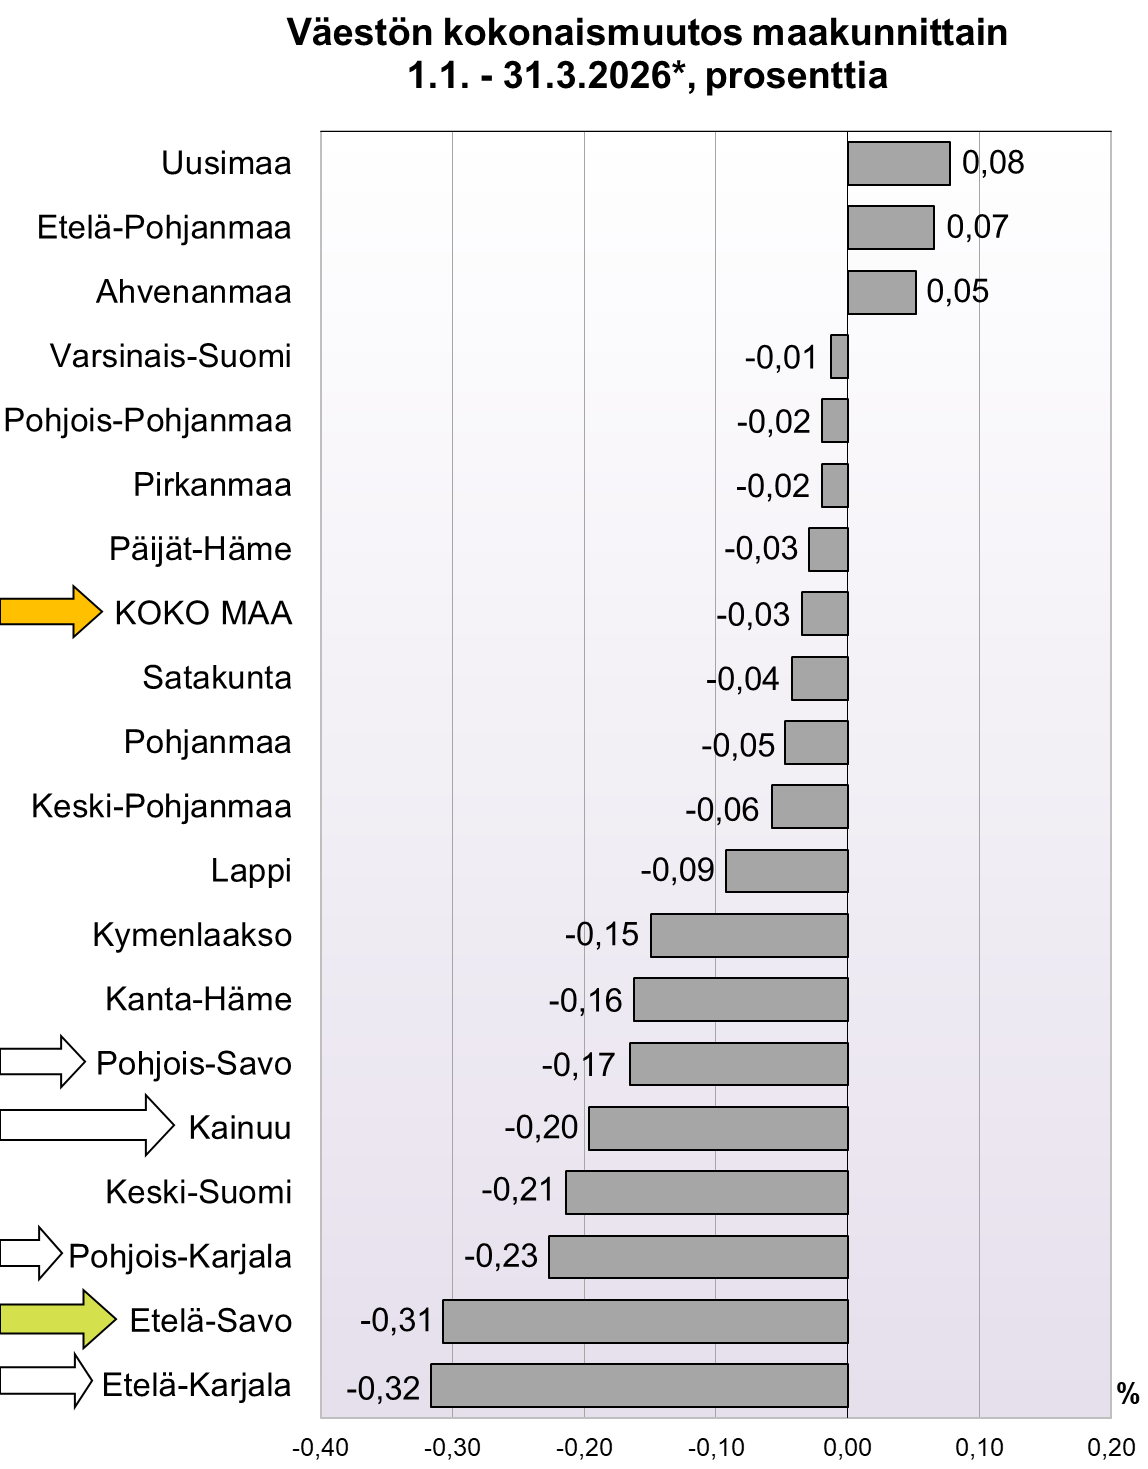 Väestön kokonaismuutos maakunnittain
1.1. - 31.3.2026*, prosenttia
Uusimaa 0,08
Etelä-Pohjanmaa 0,07
Ahvenanmaa 0,05
Varsinais-Suomi -0,01
Pohjois-Pohjanmaa -0,02
Pirkanmaa -0,02
Päijät-Häme -0,03
KOKO MAA -0,03
Satakunta -0,04
Pohjanmaa -0,05
Keski-Pohjanmaa -0,06
Lappi -0,09
Kymenlaakso -0,15
Kanta-Häme -0,16
Pohjois-Savo -0,17
Kainuu -0,20
Keski-Suomi -0,21
Pohjois-Karjala -0,23
Etelä-Savo -0,31
Etelä-Karjala -0,32 %
-0,40 -0,30 -0,20 -0,10 0,00 0,10 0,20